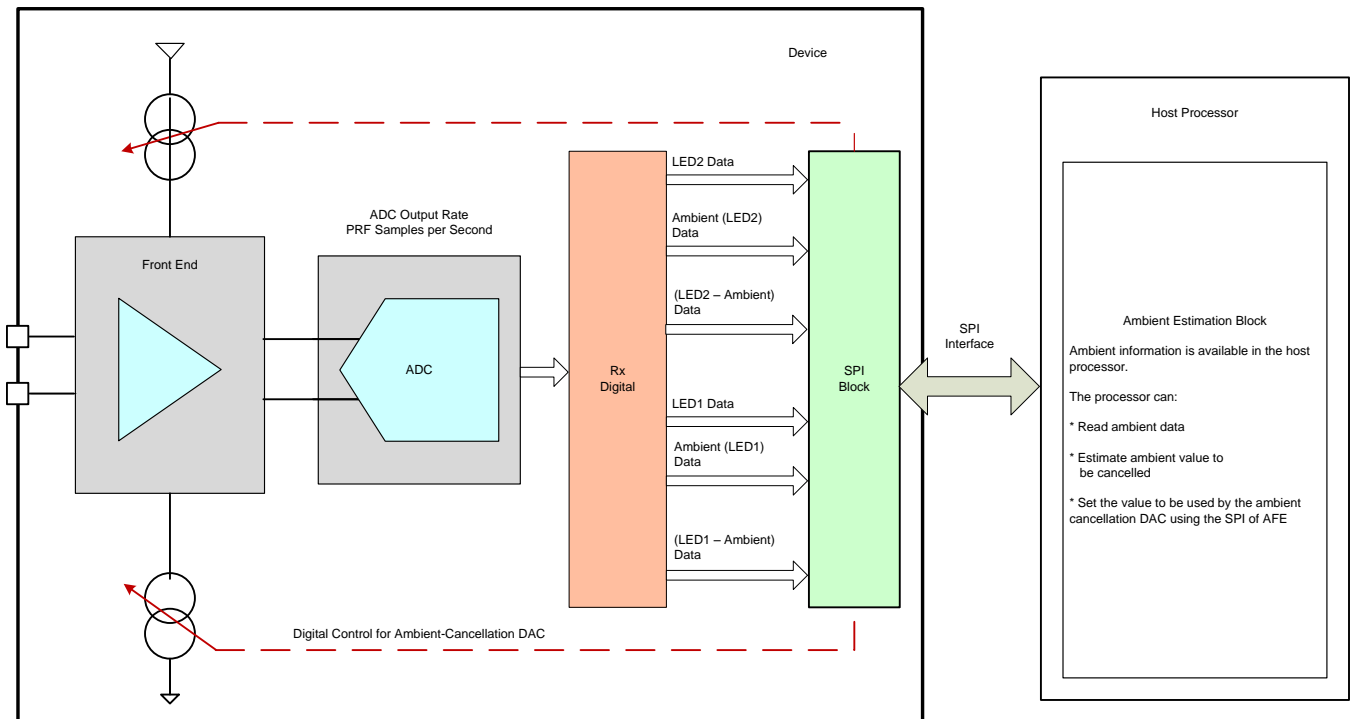 Device
Host Processor
ADC Output Rate
PRF Samples per Second
Front End
ADC
Rx
Digital
LED2 Data
Ambient (LED2)
Data
(LED2 – Ambient)
Data
LED1 Data
Ambient (LED1)
Data
(LED1 – Ambient)
Data
SPI
Block
SPI
Interface
Ambient Estimation Block
Ambient information is available in the host
processor.
The processor can:
* Read ambient data
* Estimate ambient value to
be cancelled
* Set the value to be used by the ambient
cancellation DAC using the SPI of AFE
Digital Control for Ambient-Cancellation DAC